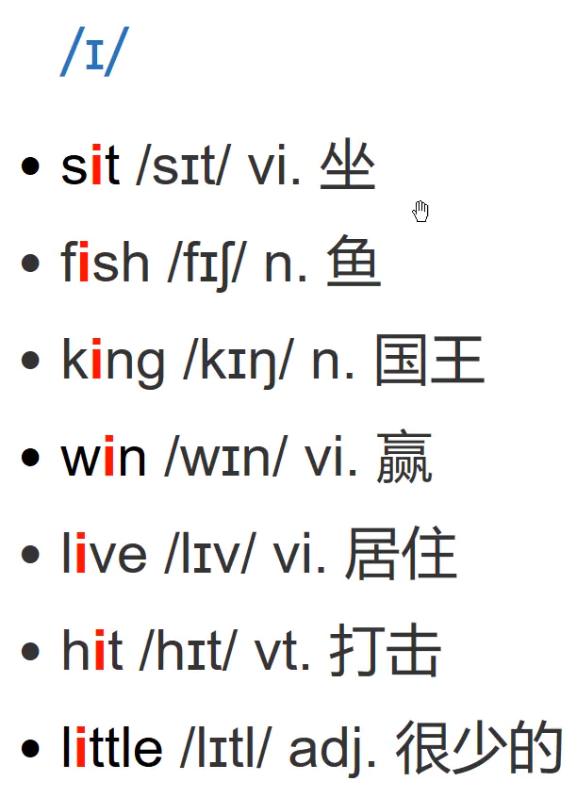 /ɪ/
• sit /sɪt/ vi. 坐
• fish /fɪʃ/ n. 鱼
• king /kɪŋ/ n. 国王
• win /wɪn/ vi. 赢
• live /lɪv/ vi. 居住
• hit /hɪt/ vt. 打击
• little /lɪtl/ adj. 很少的